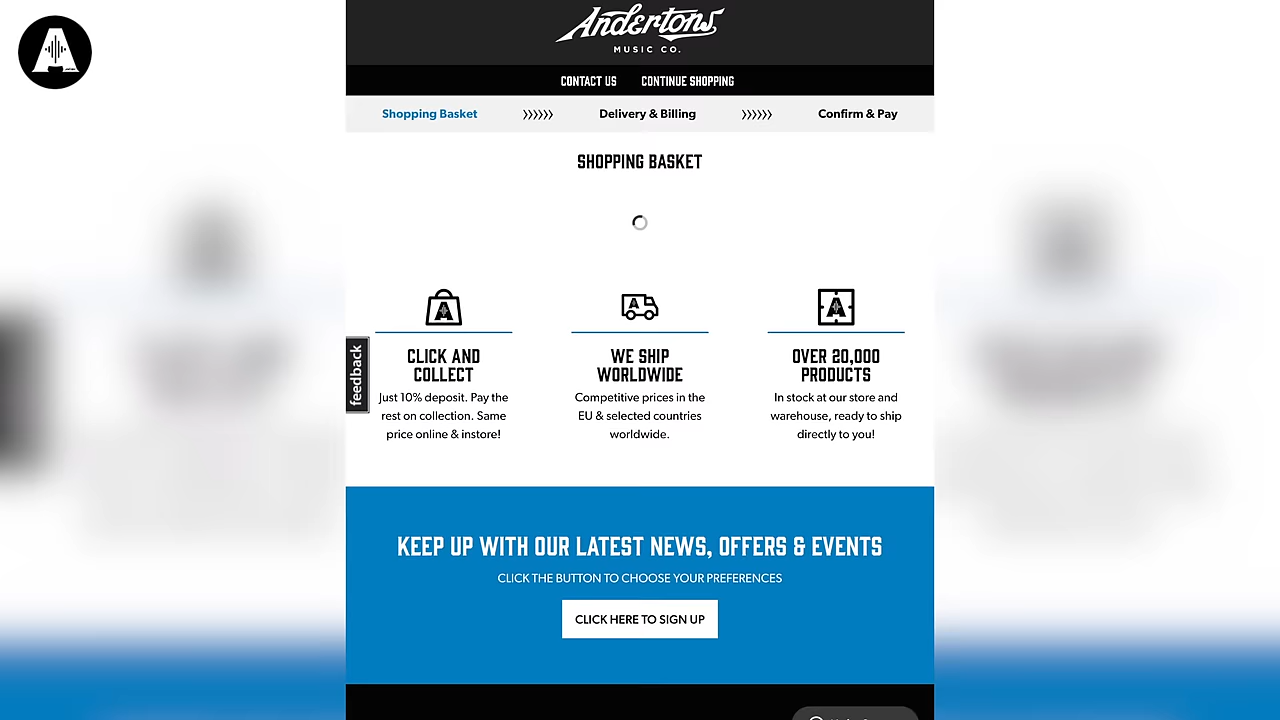 Andertons
MUSIC CO.
CONTACT US CONTINUE SHOPPING
Shopping Basket Delivery & Billing Confirm & Pay
SHOPPING BASKET
CLICK AND
COLLECT
Just 10% deposit. Pay the
rest on collection. Same
price online & instore!
WE SHIP
WORLDWIDE
Competitive prices in the
EU & selected countries
worldwide.
OVER 20,000
PRODUCTS
In stock at our store and
warehouse, ready to ship
directly to you!
feedback
KEEP UP WITH OUR LATEST NEWS, OFFERS & EVENTS
CLICK THE BUTTON TO CHOOSE YOUR PREFERENCES
CLICK HERE TO SIGN UP